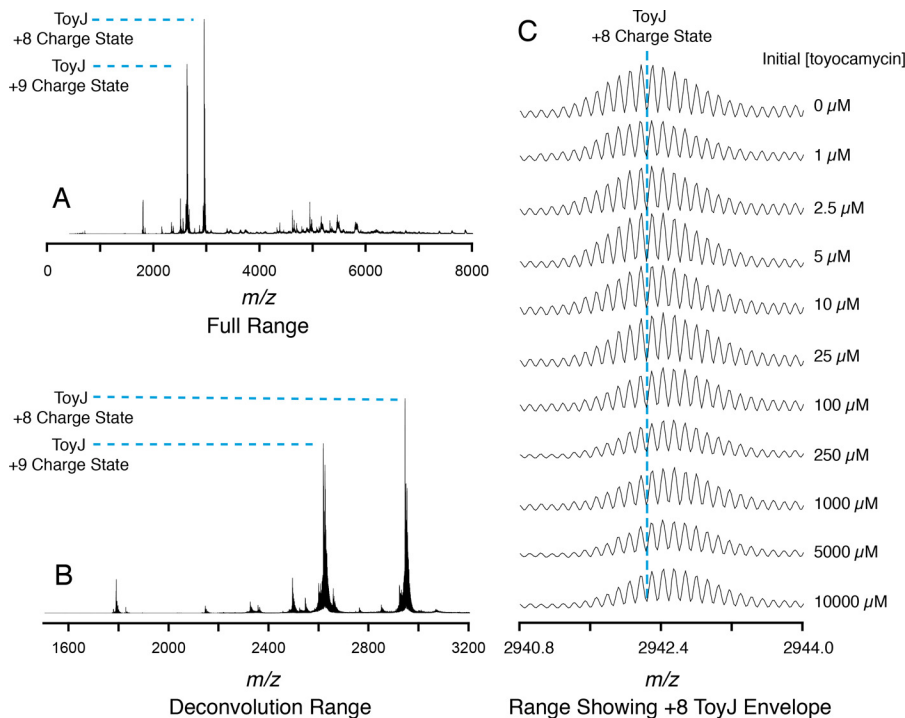 ToyJ
+8 Charge State
ToyJ
+9 Charge State
A
0 2000 4000 6000 8000
m/z
Full Range
ToyJ
+8 Charge State
ToyJ
+9 Charge State
B
1600 2000 2400 2800 3200
m/z
Deconvolution Range
C
ToyJ
+8 Charge State
Initial [toyocamycin]
0 µM
1 µM
2.5 µM
5 µM
10 µM
25 µM
100 µM
250 µM
1000 µM
5000 µM
10000 µM
2940.8 2942.4 2944.0
m/z
Range Showing +8 ToyJ Envelope